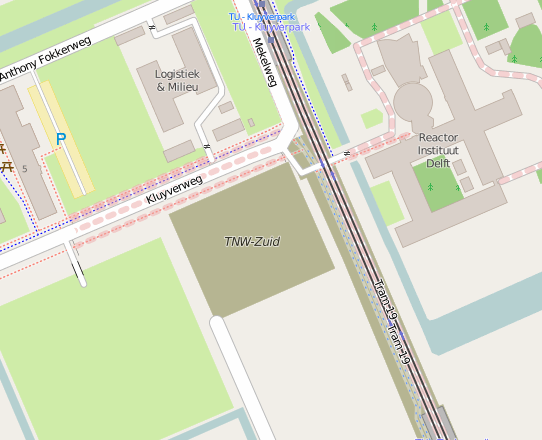 TU - Kluyverpark
TU - Kluyverpark
Anthony Fokkerweg
Mekelweg
Logistiek
& Milieu
P
Reactor
Instituut
Delft
5
Kluyverweg
TNW-Zuid
Tram 19
Tram 19